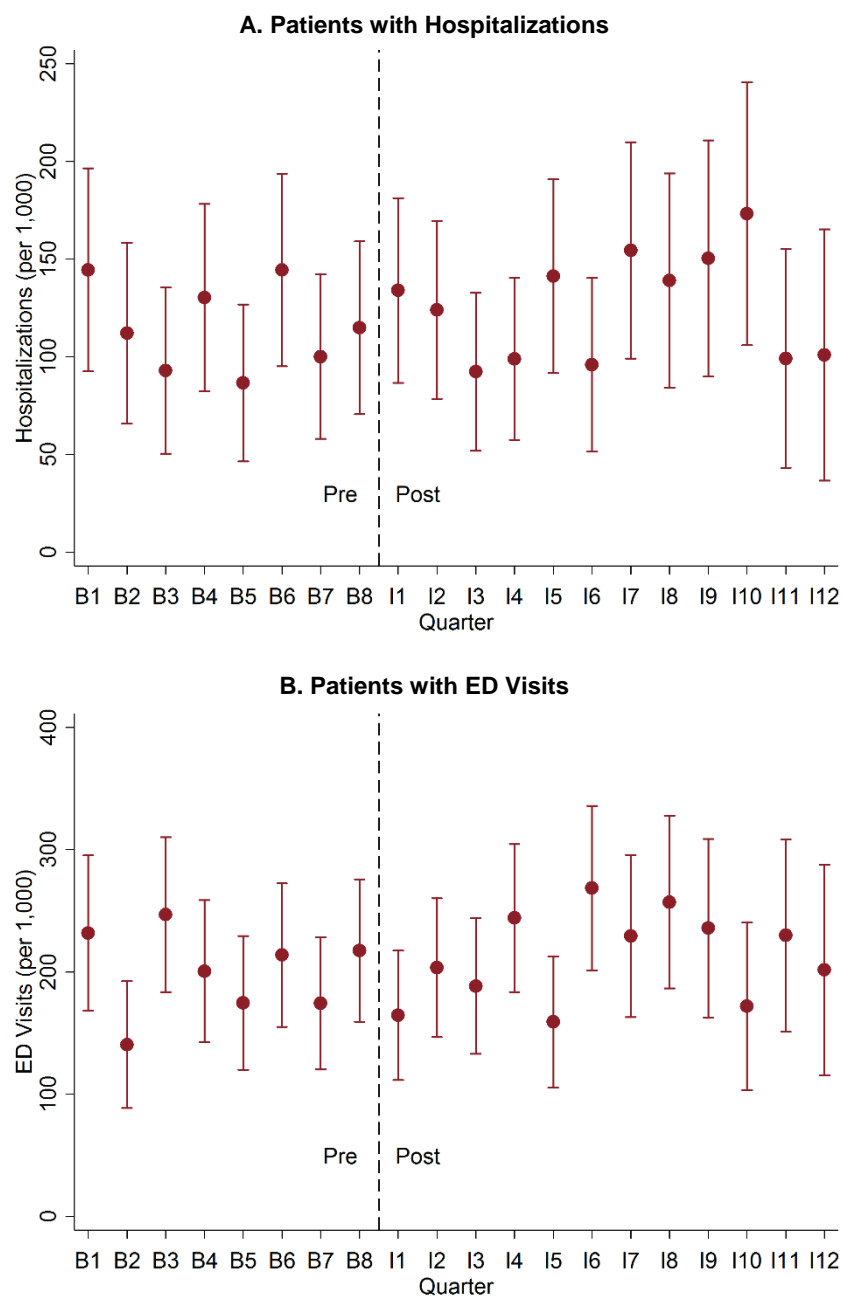 A. Patients with Hospitalizations
Hospitalizations (per 1,000)
250
200
150
100
50
0
Pre Post
B1 B2 B3 B4 B5 B6 B7 B8 I1 I2 I3 I4 I5 I6 I7 I8 I9 I10 I11 I12
Quarter
B. Patients with ED Visits
ED Visits (per 1,000)
400
300
200
100
0
Pre Post
B1 B2 B3 B4 B5 B6 B7 B8 I1 I2 I3 I4 I5 I6 I7 I8 I9 I10 I11 I12
Quarter